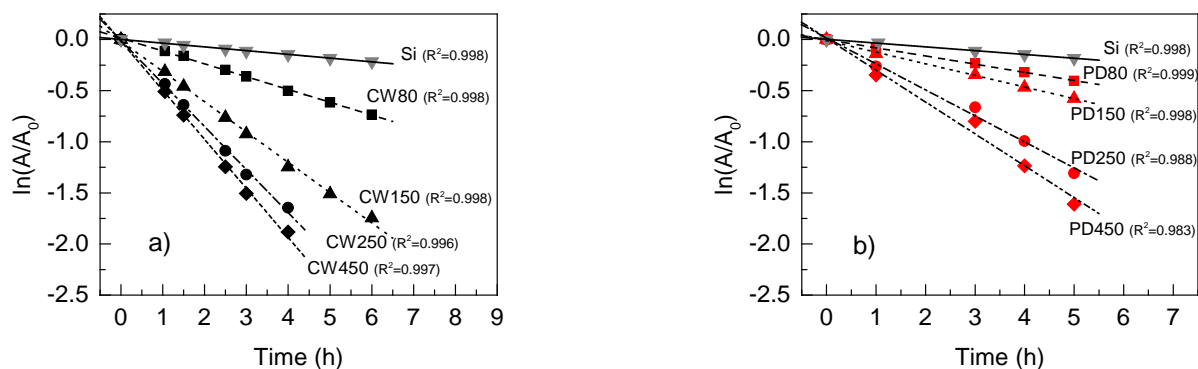 0.0
-0.5
-1.0
-1.5
-2.0
-2.5
ln(A/A0)
Si (R²=0.998)
CW80 (R²=0.998)
CW150 (R²=0.998)
CW250 (R²=0.996)
CW450 (R²=0.997)
a)
0 1 2 3 4 5 6 7 8 9
Time (h)
0.0
-0.5
-1.0
-1.5
-2.0
-2.5
ln(A/A0)
Si (R²=0.998)
PD80 (R²=0.999)
PD150 (R²=0.998)
PD250 (R²=0.988)
PD450 (R²=0.983)
b)
0 1 2 3 4 5 6 7
Time (h)